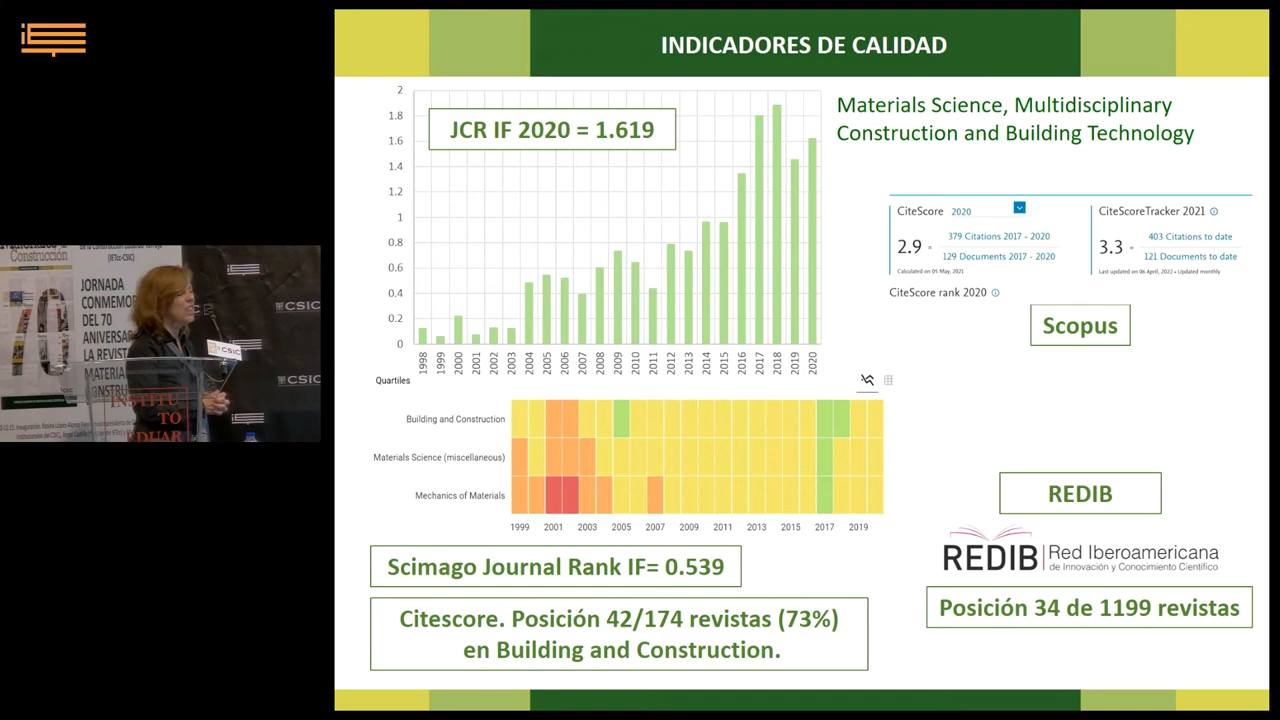 INDICADORES DE CALIDAD
JCR IF 2020 = 1.619
2
1.8
1.6
1.4
1.2
1
0.8
0.6
0.4
0.2
0
1998 1999 2000 2001 2002 2003 2004 2005 2006 2007 2008 2009 2010 2011 2012 2013 2014 2015 2016 2017 2018 2019 2020
Materials Science, Multidisciplinary
Construction and Building Technology
CiteScore 2020
2.9 = 379 Citations 2017 - 2020
129 Documents 2017 - 2020
Calculated on 05 May, 2021
CiteScoreTracker 2021
3.3 = 403 Citations to date
121 Documents to date
Last updated on 06 April, 2022 • Updated monthly
CiteScore rank 2020
Scopus
Quartiles
Building and Construction
Materials Science (miscellaneous)
Mechanics of Materials
1999 2001 2003 2005 2007 2009 2011 2013 2015 2017 2019
Scimago Journal Rank IF= 0.539
Citescore. Posición 42/174 revistas (73%)
en Building and Construction.
REDIB
REDIB Red Iberoamericana
de Innovación y Conocimiento Científico
Posición 34 de 1199 revistas
Construcción
(IETcc-CSIC)
JORNADA
DEL 70
LA REVISTA
70
CSIC
CSIC
CSIC
INSTITU
TO